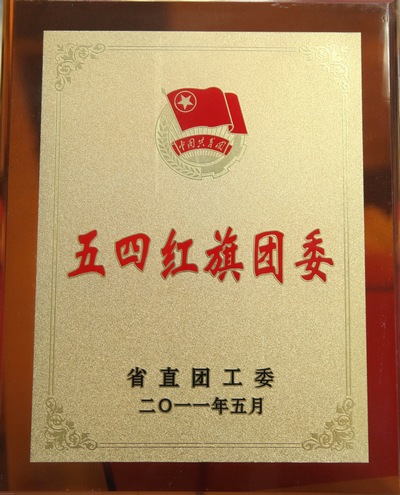 中国共青团
五四红旗团委
省直团工委
二〇一一年五月